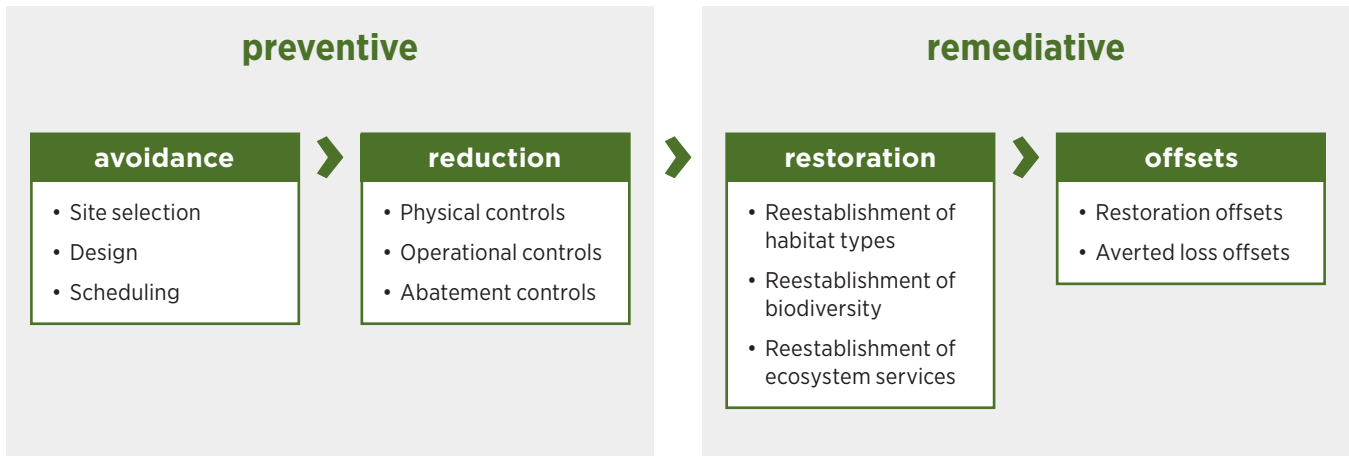 preventive
avoidance
• Site selection
• Design
• Scheduling
reduction
• Physical controls
• Operational controls
• Abatement controls
remediative
restoration
• Reestablishment of
habitat types
• Reestablishment of
biodiversity
• Reestablishment of
ecosystem services
offsets
• Restoration offsets
• Averted loss offsets